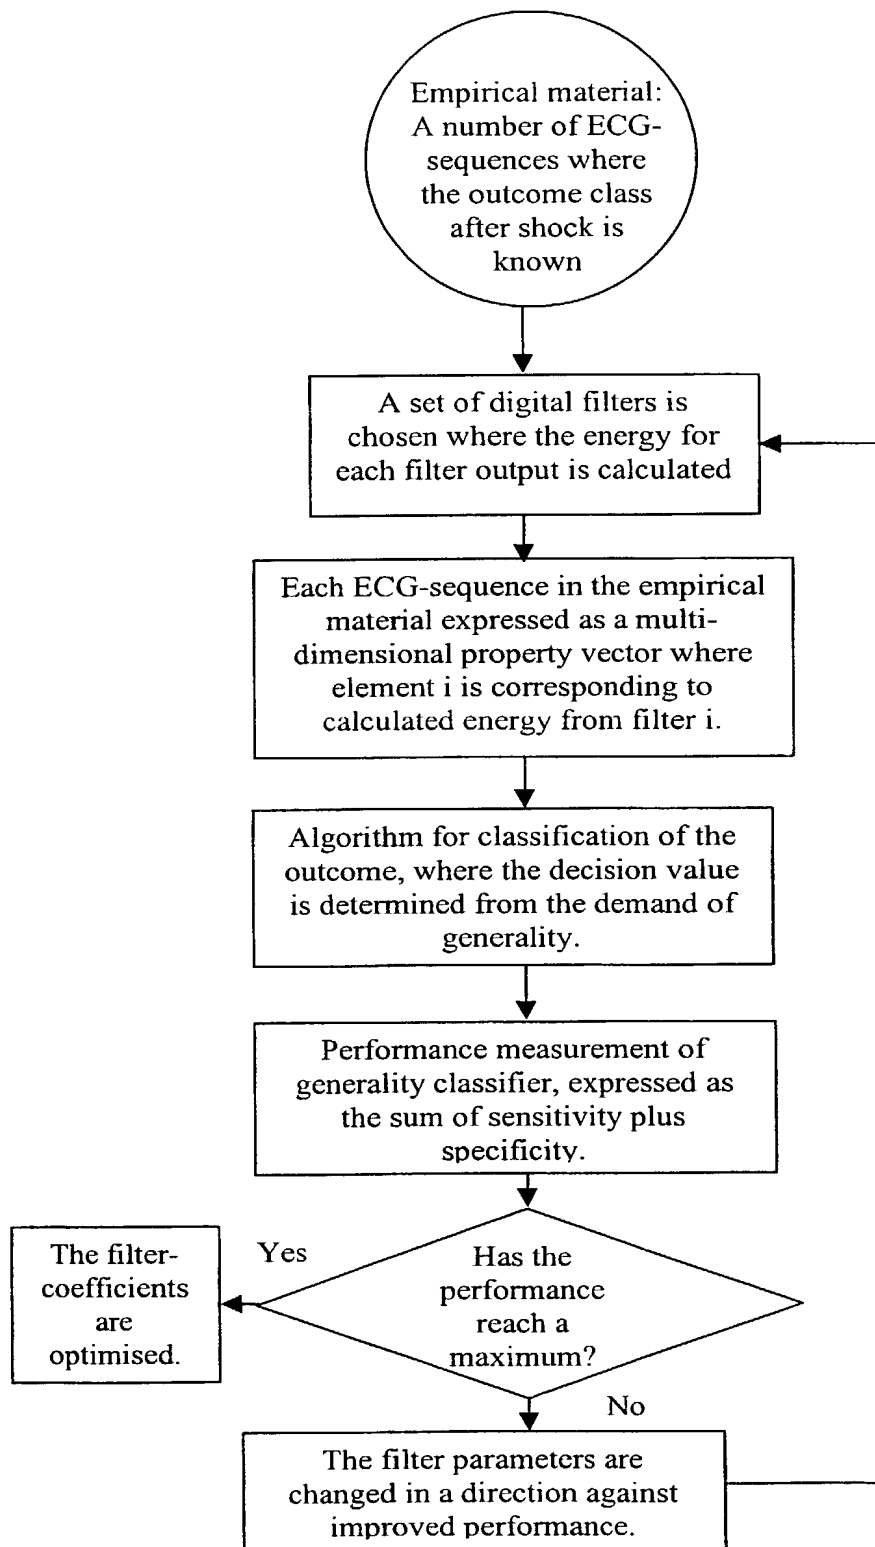 Empirical material:
A number of ECG-
sequences where
the outcome class
after shock is
known
A set of digital filters is
chosen where the energy for
each filter output is calculated
Each ECG-sequence in the empirical
material expressed as a multi-
dimensional property vector where
element i is corresponding to
calculated energy from filter i.
Algorithm for classification of the
outcome, where the decision value
is determined from the demand of
generality.
Performance measurement of
generality classifier, expressed as
the sum of sensitivity plus
specificity.
Has the
performance
reach a
maximum?
Yes
The filter-
coefficients
are
optimised.
No
The filter parameters are
changed in a direction against
improved performance.